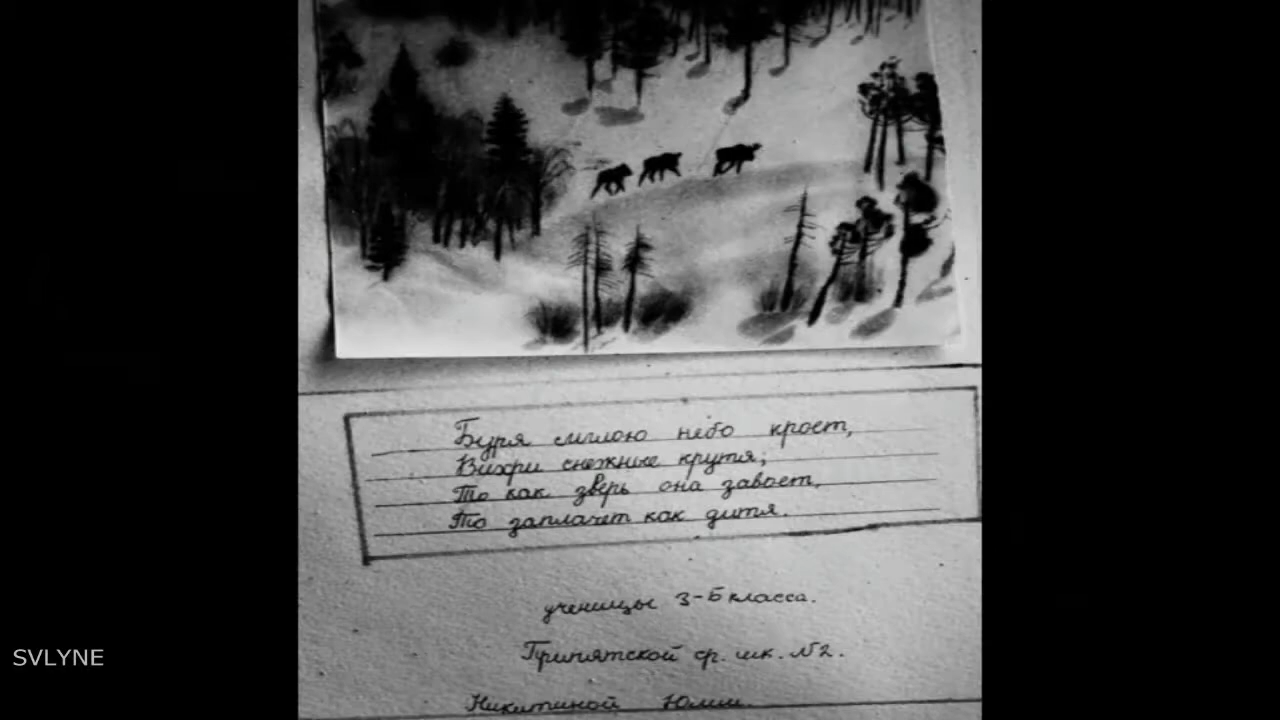 Буря мглою небо кроет,
Вихри снежные крутя;
То как зверь она завоет,
То заплачет как дитя.
ученицы 3-Б класса.
Припятской ср. шк. №2.
Никитиной Юлии.
SVLYNE